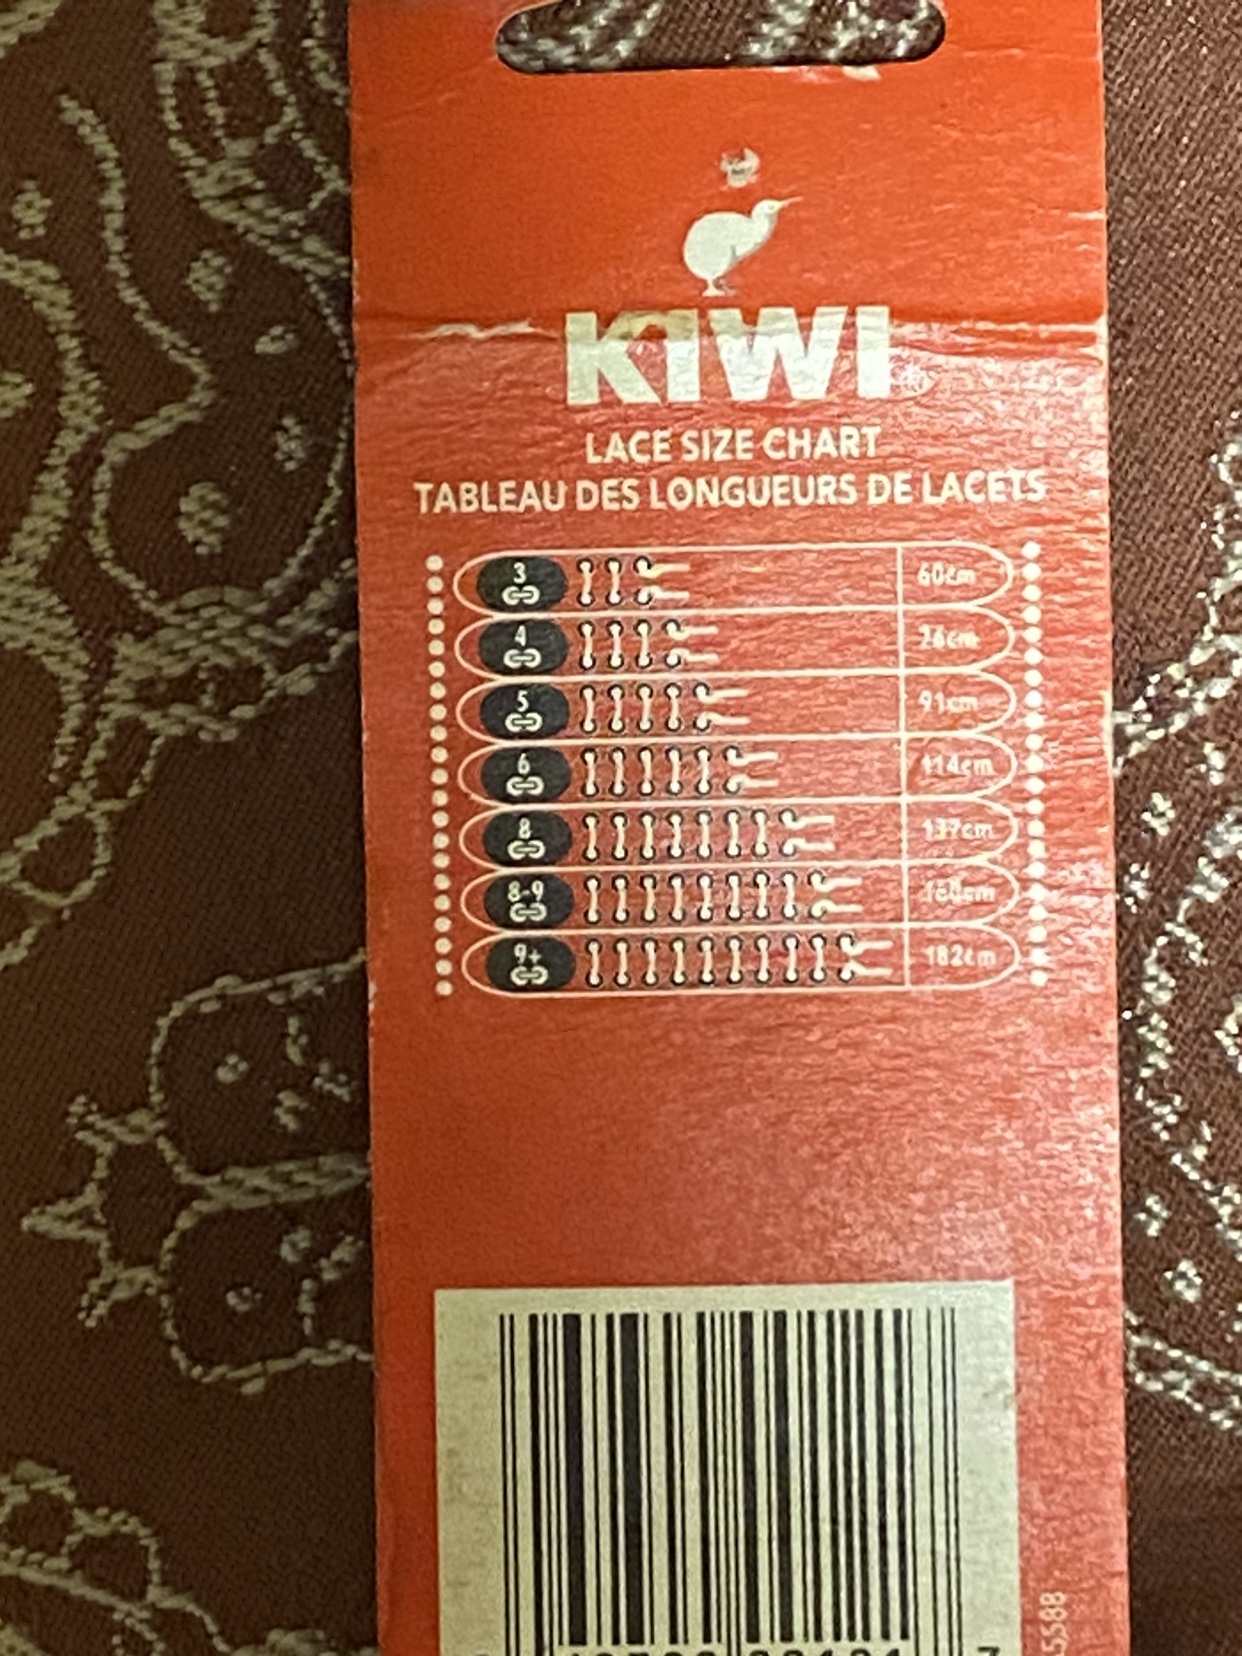 KIWI
LACE SIZE CHART
TABLEAU DES LONGUEURS DE LACETS
3 60cm
4
5 91cm
6 114cm
8 137cm
8-9
9+ 182cm